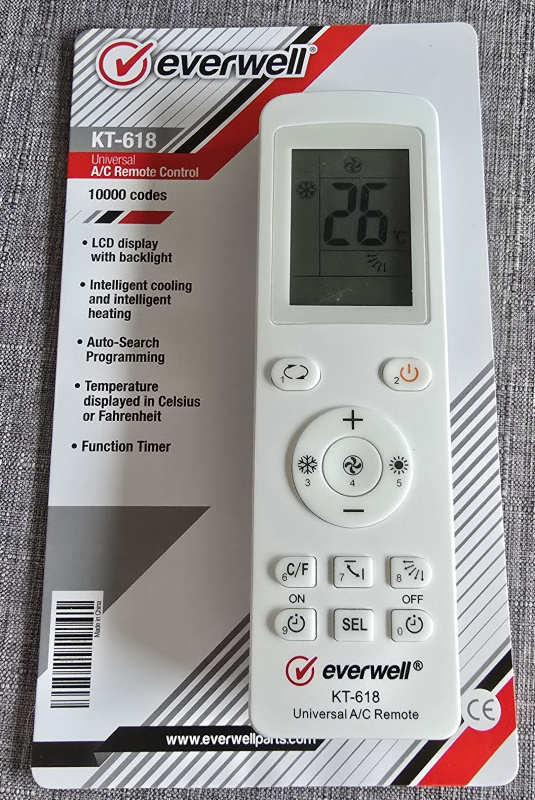 everwell®
KT-618
Universal
A/C Remote Control
10000 codes
• LCD display
with backlight
• Intelligent cooling
and intelligent
heating
• Auto-Search
Programming
• Temperature
displayed in Celsius
or Fahrenheit
• Function Timer
Made in China
www.everwellparts.com
CE
26
°C
1
2
+
3
4
5
−
6 C/F
7
8
ON
OFF
9
SEL
0
everwell®
KT-618
Universal A/C Remote